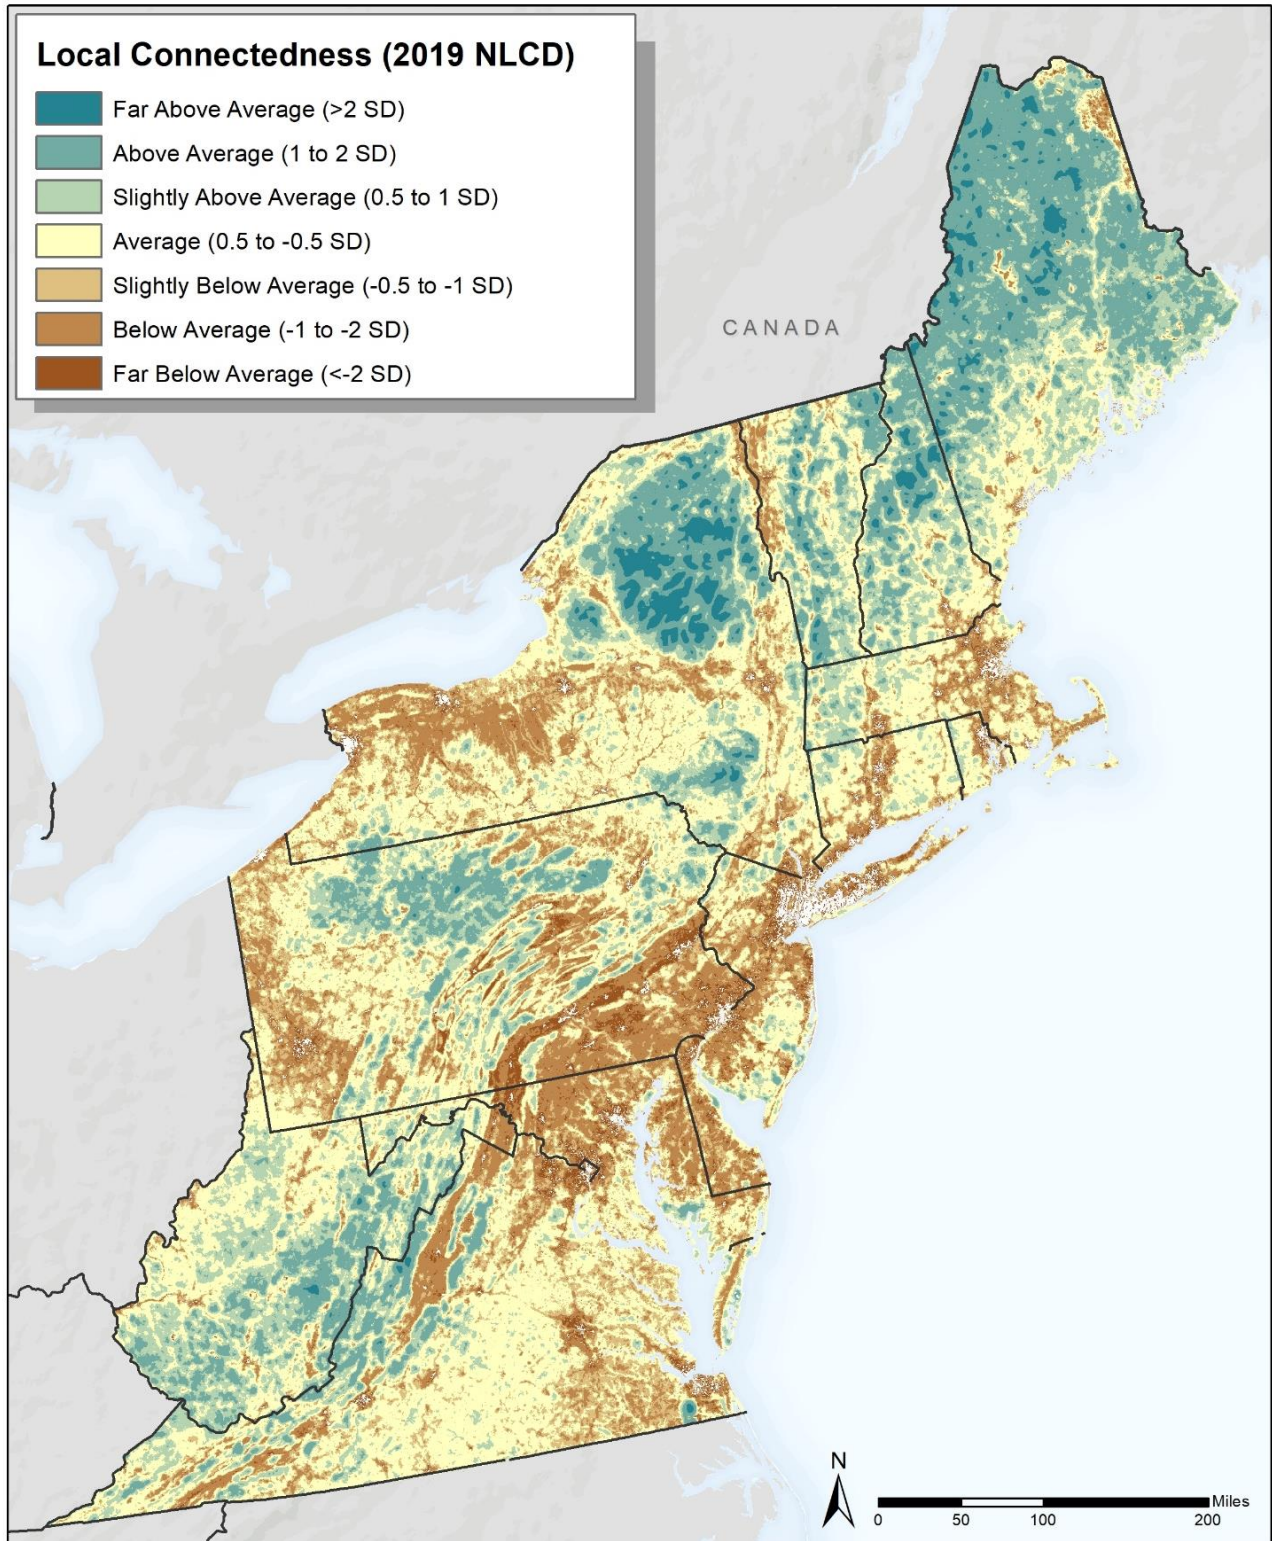 Local Connectedness (2019 NLCD)
Far Above Average (>2 SD)
Above Average (1 to 2 SD)
Slightly Above Average (0.5 to 1 SD)
Average (0.5 to -0.5 SD)
Slightly Below Average (-0.5 to -1 SD)
Below Average (-1 to -2 SD)
Far Below Average (<-2 SD)
CANADA
N
Miles
0 50 100 200